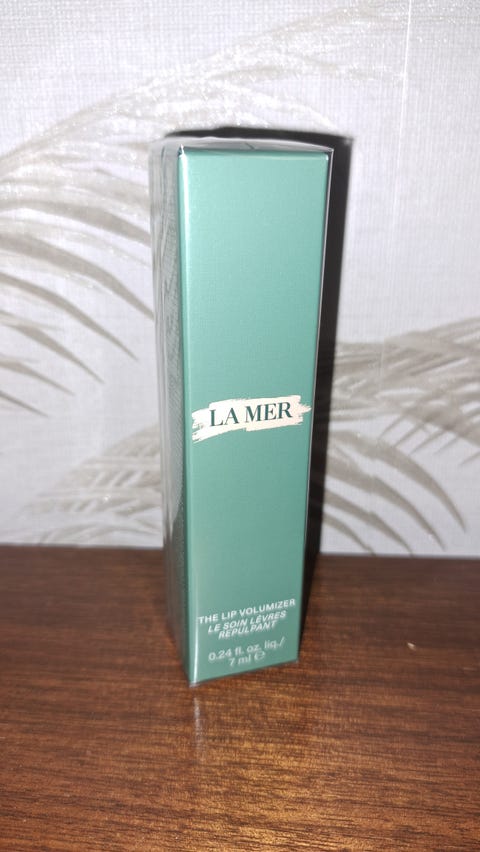 LA MER
THE LIP VOLUMIZER
LE SOIN LÈVRES
REPULPANT
0.24 fl. oz. liq./
7 ml ℮